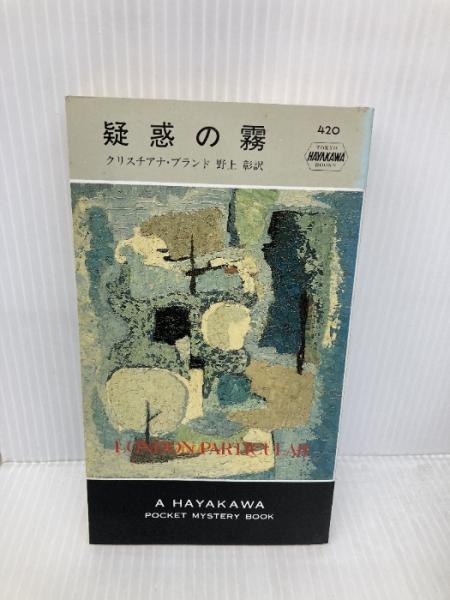 疑惑の霧
420
TOKYO
HAYAKAWA
BOOKS
クリスチアナ・ブランド 野上 彰訳
LONDON PARTICULAR
A HAYAKAWA
POCKET MYSTERY BOOK